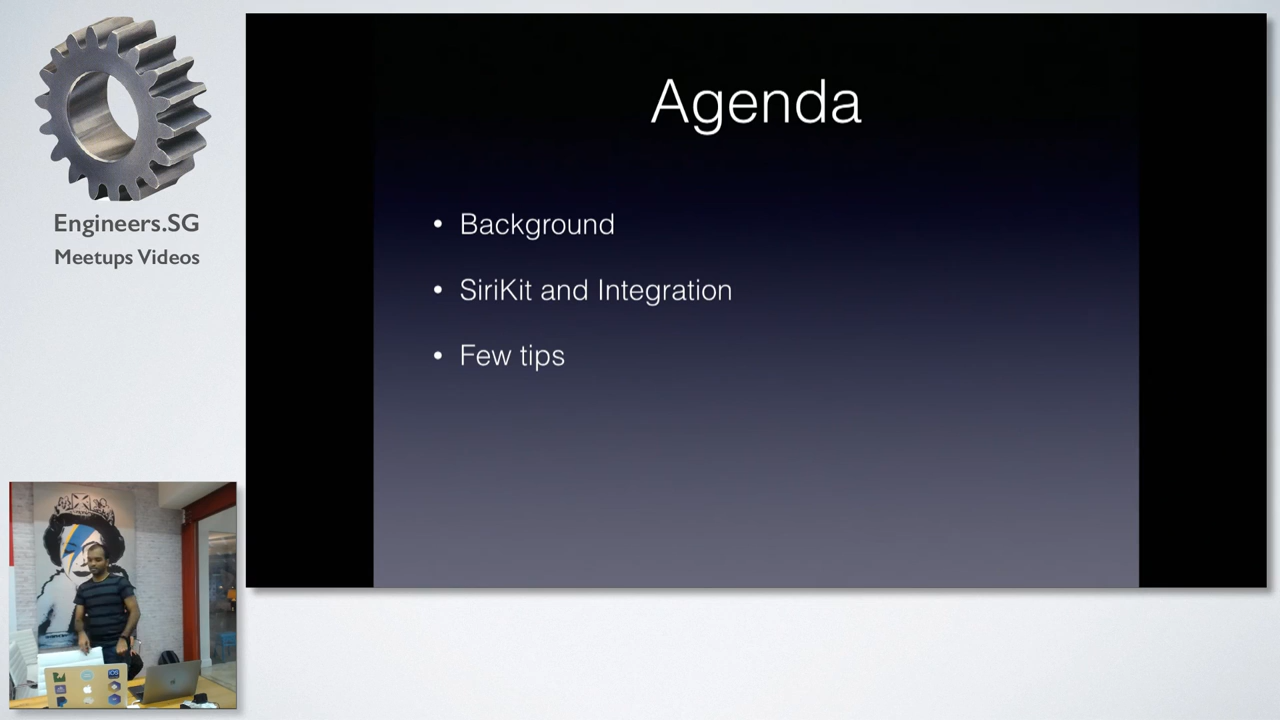 Engineers.SG
Meetups Videos
Agenda
• Background
• SiriKit and Integration
• Few tips